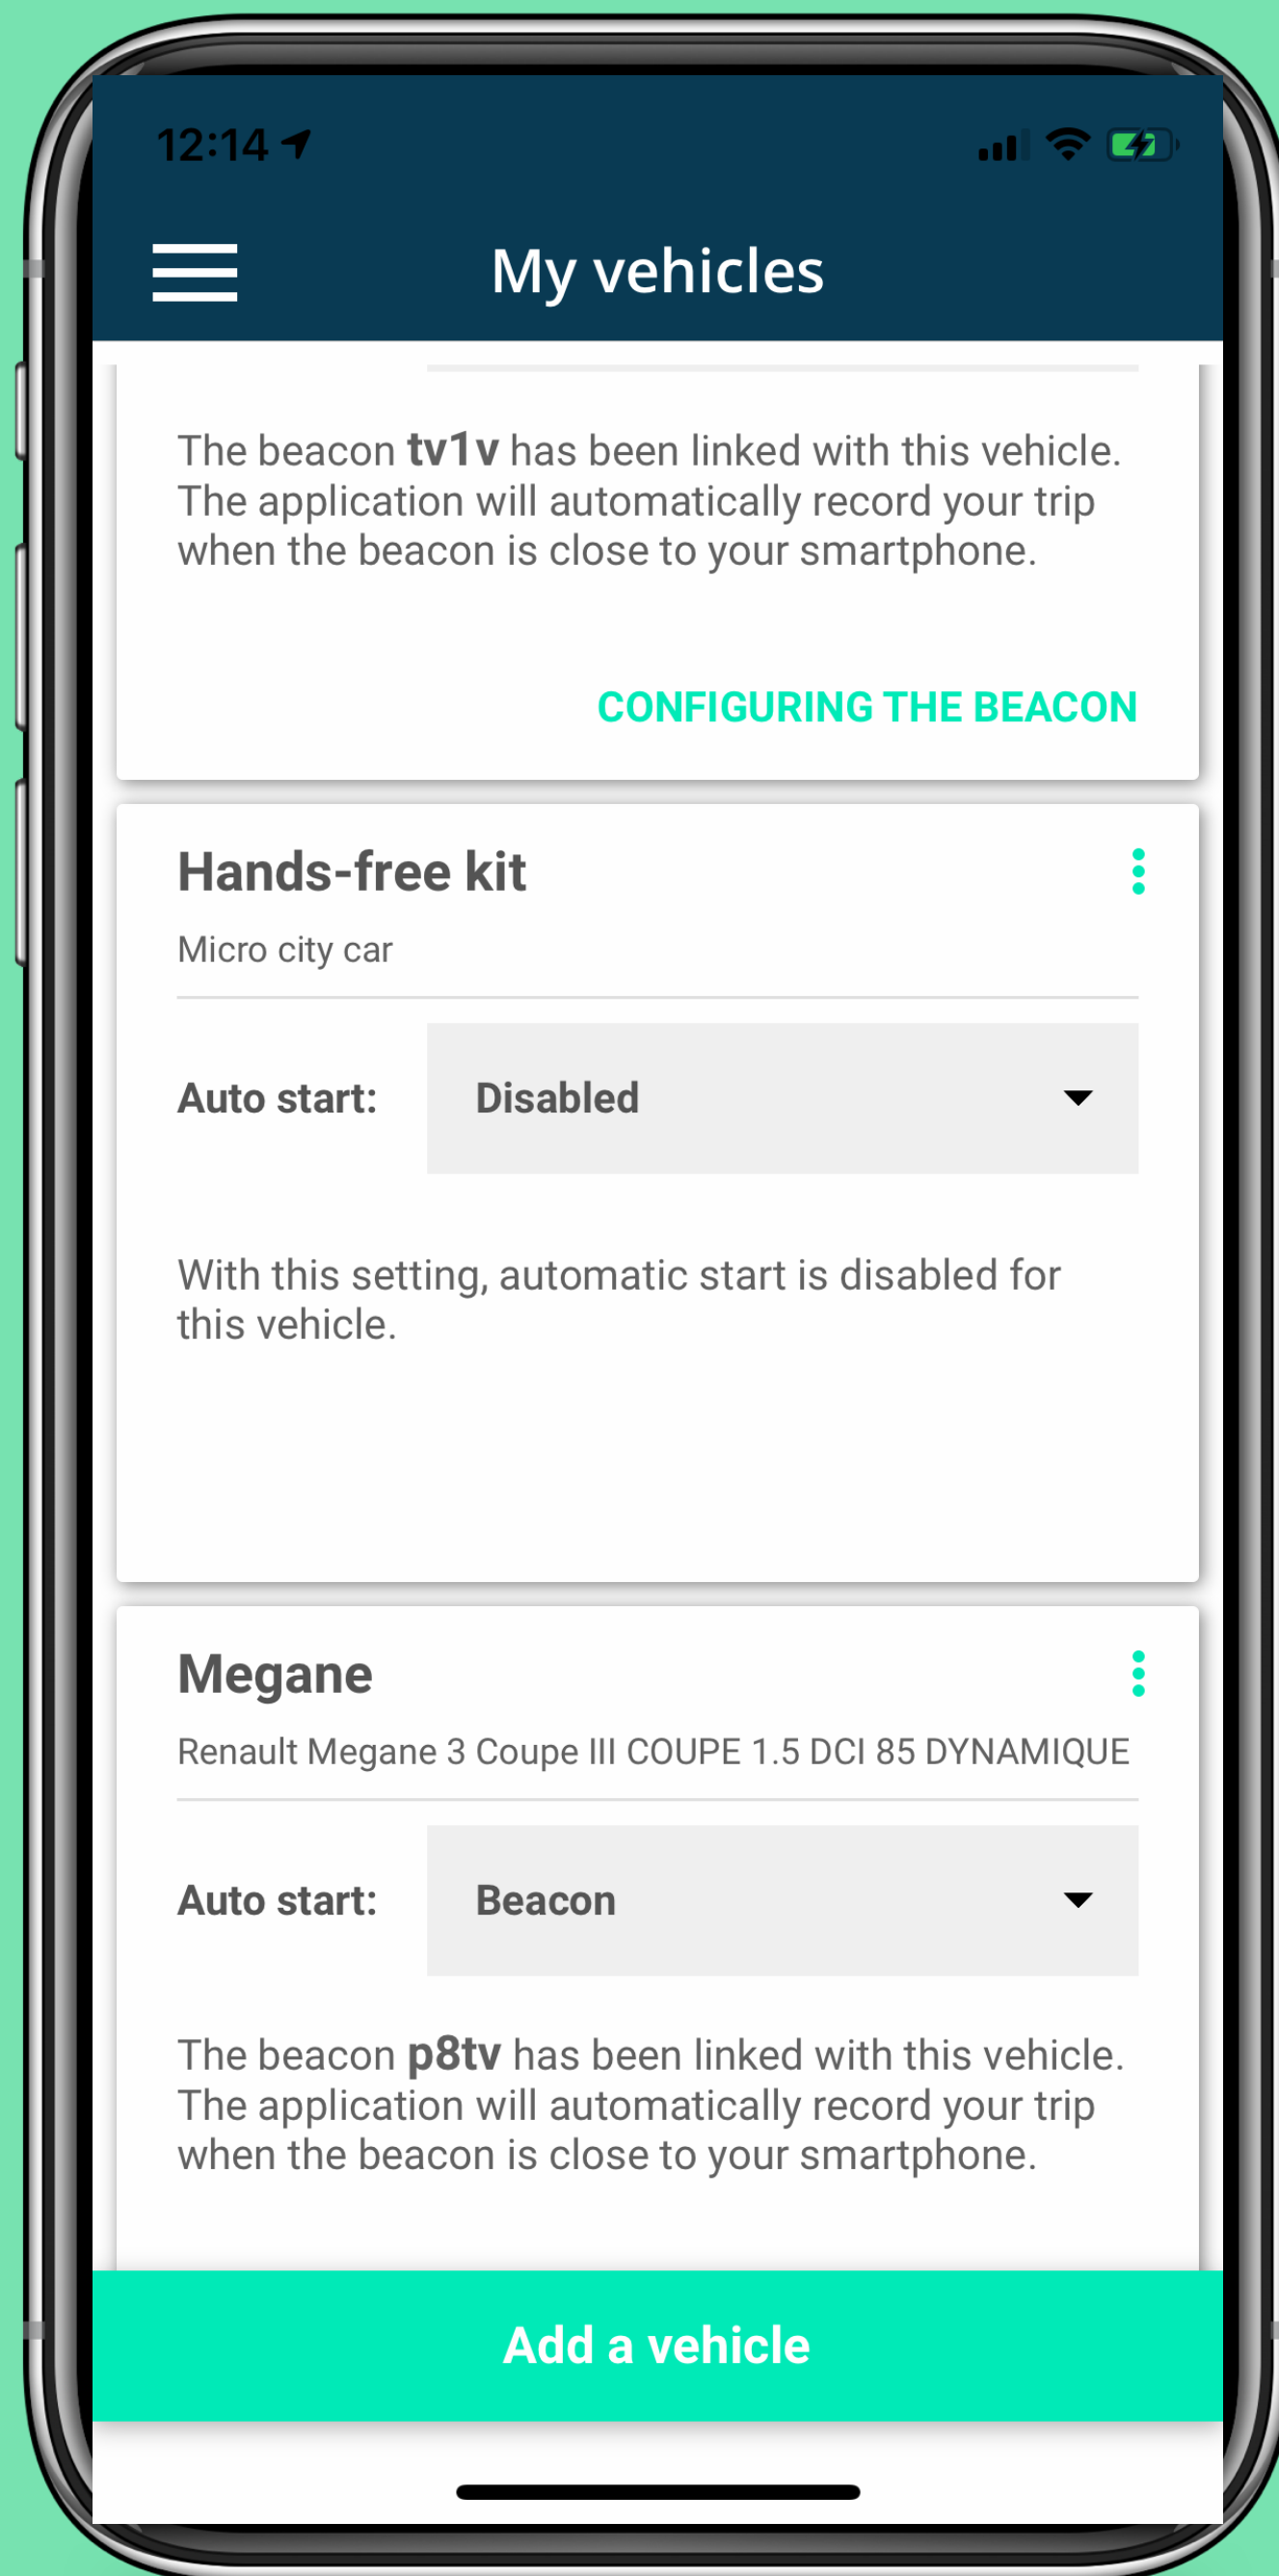 12:14
My vehicles
The beacon tv1v has been linked with this vehicle.
The application will automatically record your trip
when the beacon is close to your smartphone.
CONFIGURING THE BEACON
Hands-free kit
Micro city car
Auto start: Disabled
With this setting, automatic start is disabled for
this vehicle.
Megane
Renault Megane 3 Coupe III COUPE 1.5 DCI 85 DYNAMIQUE
Auto start: Beacon
The beacon p8tv has been linked with this vehicle.
The application will automatically record your trip
when the beacon is close to your smartphone.
Add a vehicle